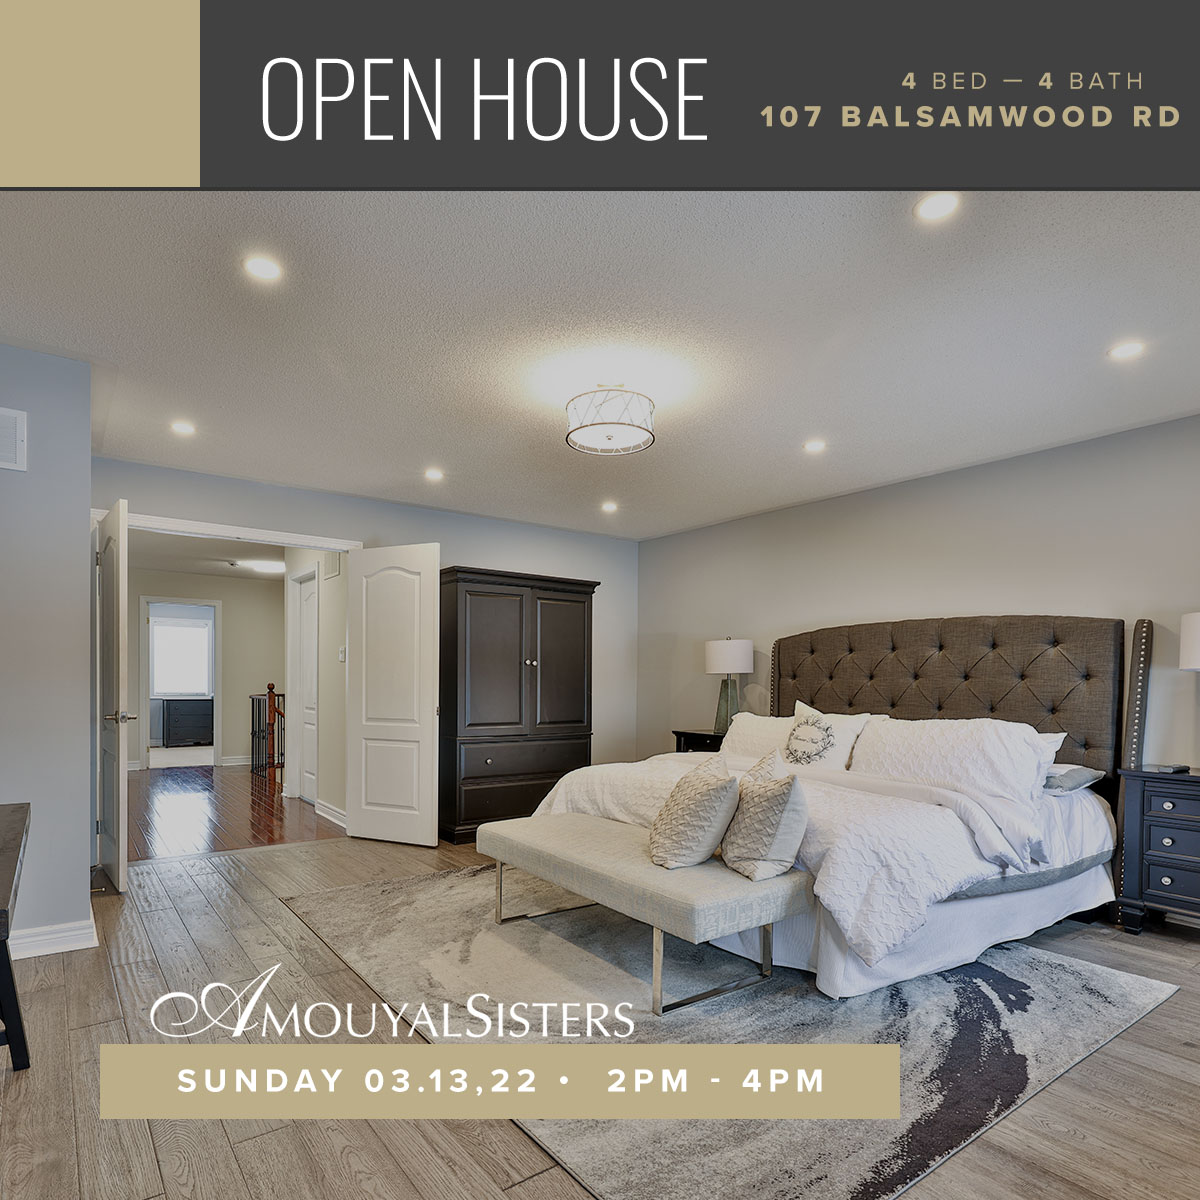 OPEN HOUSE
4 BED — 4 BATH
107 BALSAMWOOD RD
AMOUYALSISTERS
SUNDAY 03.13,22 • 2PM - 4PM